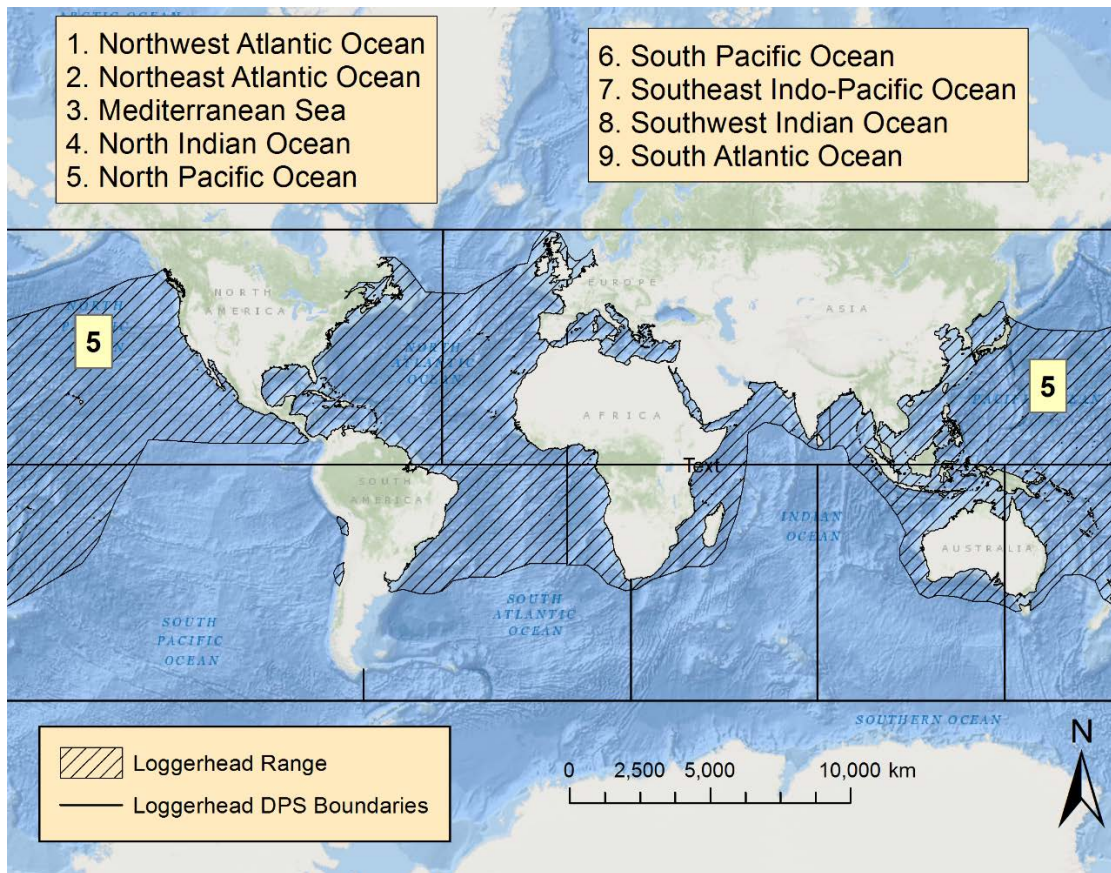 ARCTIC OCEAN
1. Northwest Atlantic Ocean
2. Northeast Atlantic Ocean
3. Mediterranean Sea
4. North Indian Ocean
5. North Pacific Ocean
6. South Pacific Ocean
7. Southeast Indo-Pacific Ocean
8. Southwest Indian Ocean
9. South Atlantic Ocean
NORTH
AMERICA
EUROPE
ASIA
NORTH
5
NORTH
ATLANTIC
OCEAN
5
AFRICA
Text
SOUTH
AMERICA
INDIAN
OCEAN
AUSTRALIA
SOUTH
ATLANTIC
OCEAN
SOUTH
PACIFIC
OCEAN
SOUTHERN OCEAN
Loggerhead Range
Loggerhead DPS Boundaries
0 2,500 5,000 10,000 km
N